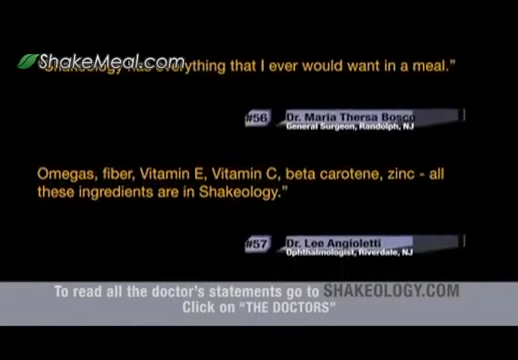 ShakeMeal.com
"Shakeology has everything that I ever would want in a meal."
#56 Dr. Maria Thersa Bosco
General Surgeon, Randolph, NJ
Omegas, fiber, Vitamin E, Vitamin C, beta carotene, zinc - all
these ingredients are in Shakeology."
#57 Dr. Lee Angioletti
Ophthalmologist, Riverdale, NJ
To read all the doctor's statements go to SHAKEOLOGY.COM
Click on "THE DOCTORS"